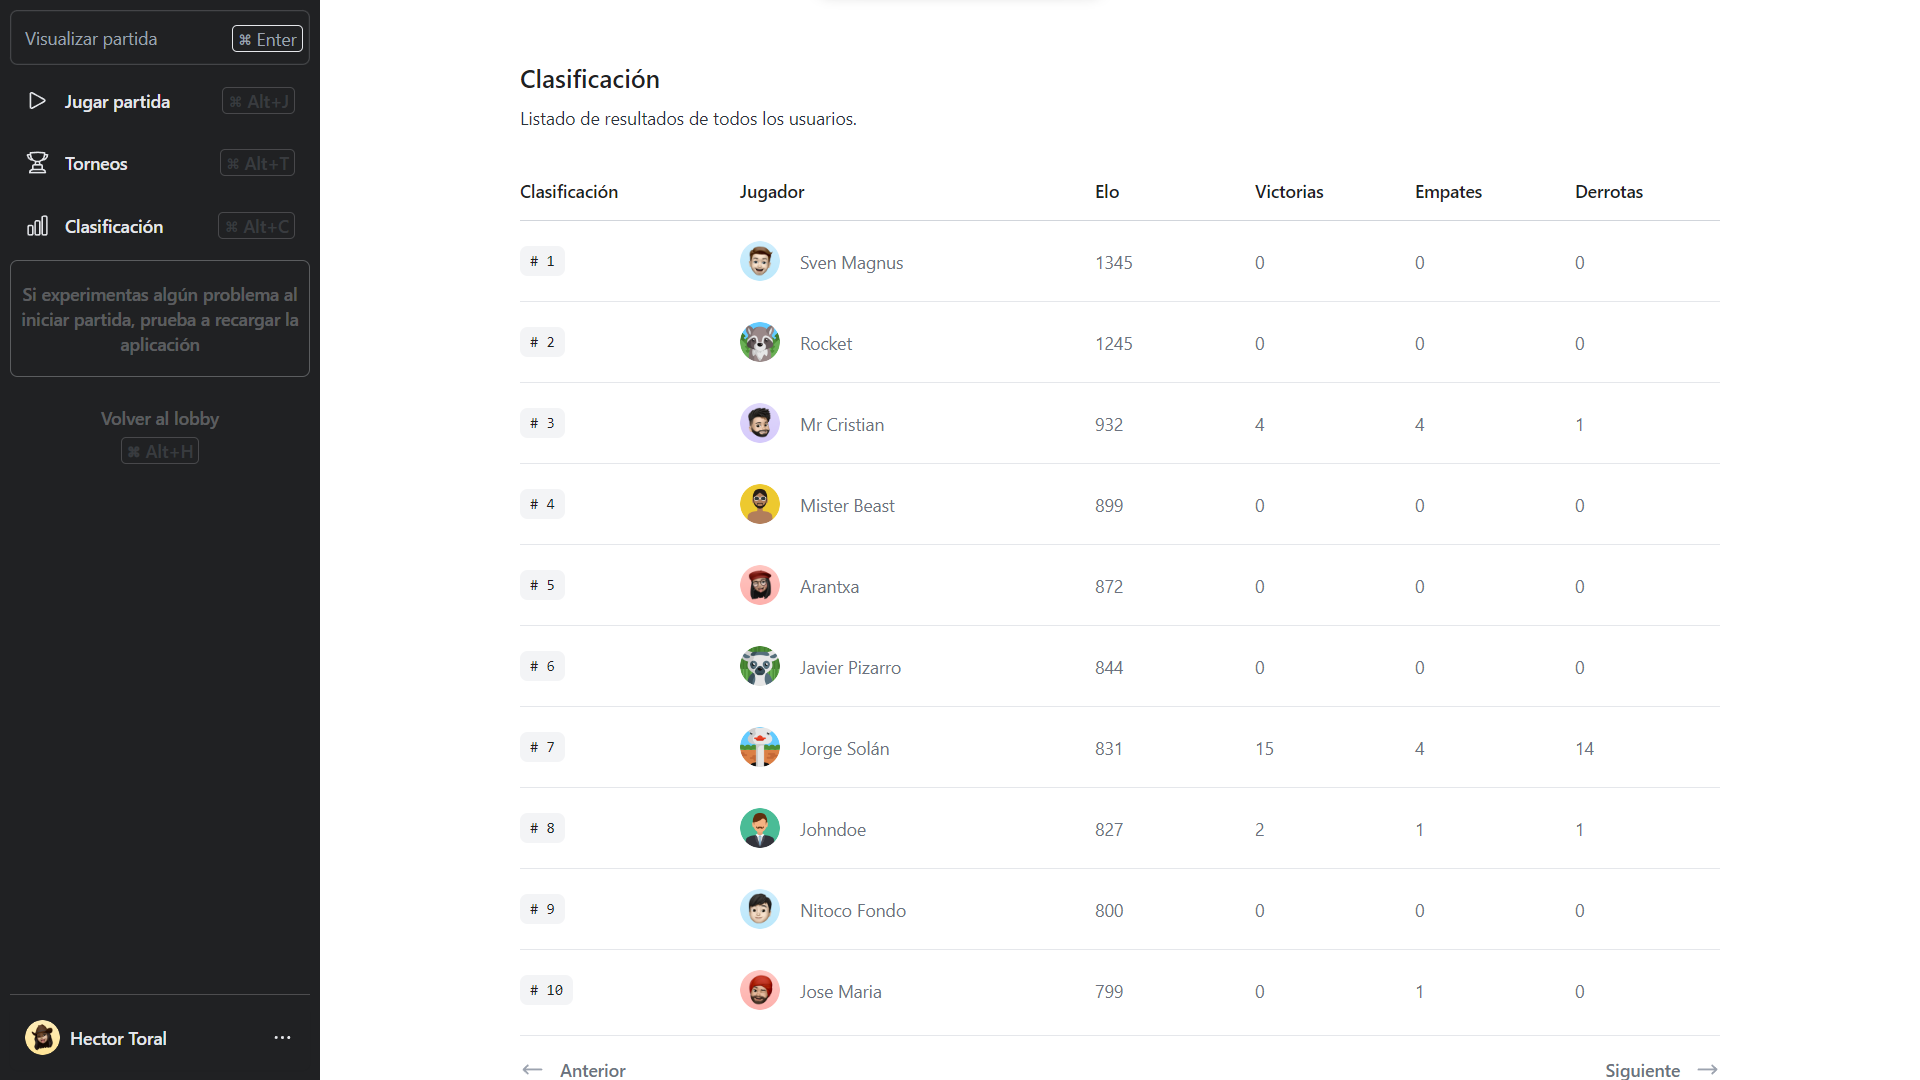 Visualizar partida ⌘ Enter
Jugar partida ⌘ Alt+J
Torneos ⌘ Alt+T
Clasificación ⌘ Alt+C
Si experimentas algún problema al
iniciar partida, prueba a recargar la
aplicación
Volver al lobby
⌘ Alt+H
Hector Toral ···
Clasificación
Listado de resultados de todos los usuarios.
Clasificación Jugador Elo Victorias Empates Derrotas
# 1 Sven Magnus 1345 0 0 0
# 2 Rocket 1245 0 0 0
# 3 Mr Cristian 932 4 4 1
# 4 Mister Beast 899 0 0 0
# 5 Arantxa 872 0 0 0
# 6 Javier Pizarro 844 0 0 0
# 7 Jorge Solán 831 15 4 14
# 8 Johndoe 827 2 1 1
# 9 Nitoco Fondo 800 0 0 0
# 10 Jose Maria 799 0 1 0
← Anterior Siguiente →